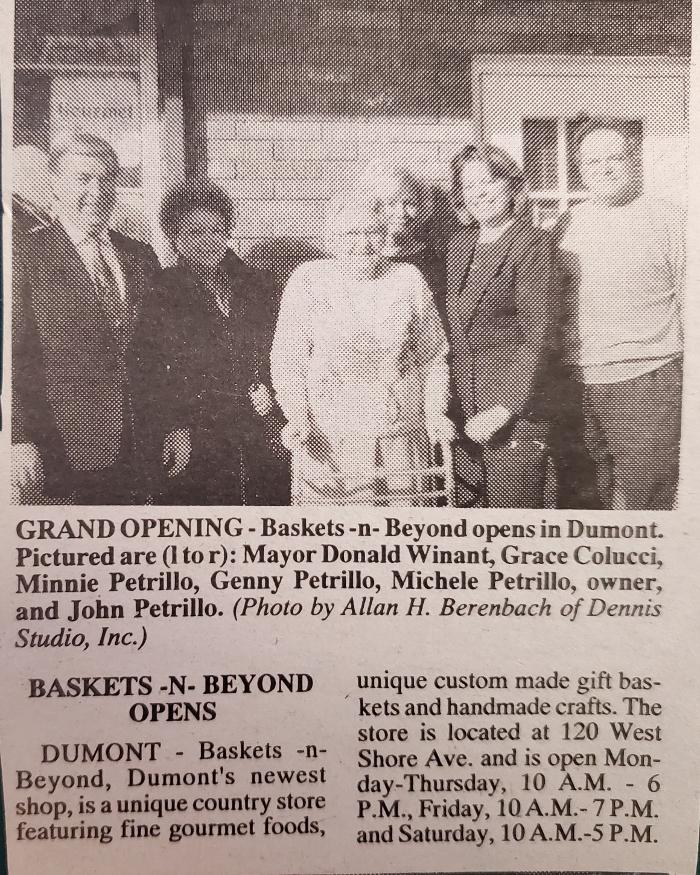 Gourmet
GRAND OPENING - Baskets -n- Beyond opens in Dumont.
Pictured are (l to r): Mayor Donald Winant, Grace Colucci,
Minnie Petrillo, Genny Petrillo, Michele Petrillo, owner,
and John Petrillo. (Photo by Allan H. Berenbach of Dennis
Studio, Inc.)
BASKETS -N- BEYOND
OPENS
DUMONT - Baskets -n-
Beyond, Dumont's newest
shop, is a unique country store
featuring fine gourmet foods,
unique custom made gift bas-
kets and handmade crafts. The
store is located at 120 West
Shore Ave. and is open Mon-
day-Thursday, 10 A.M. - 6
P.M., Friday, 10 A.M.- 7 P.M.
and Saturday, 10 A.M.-5 P.M.